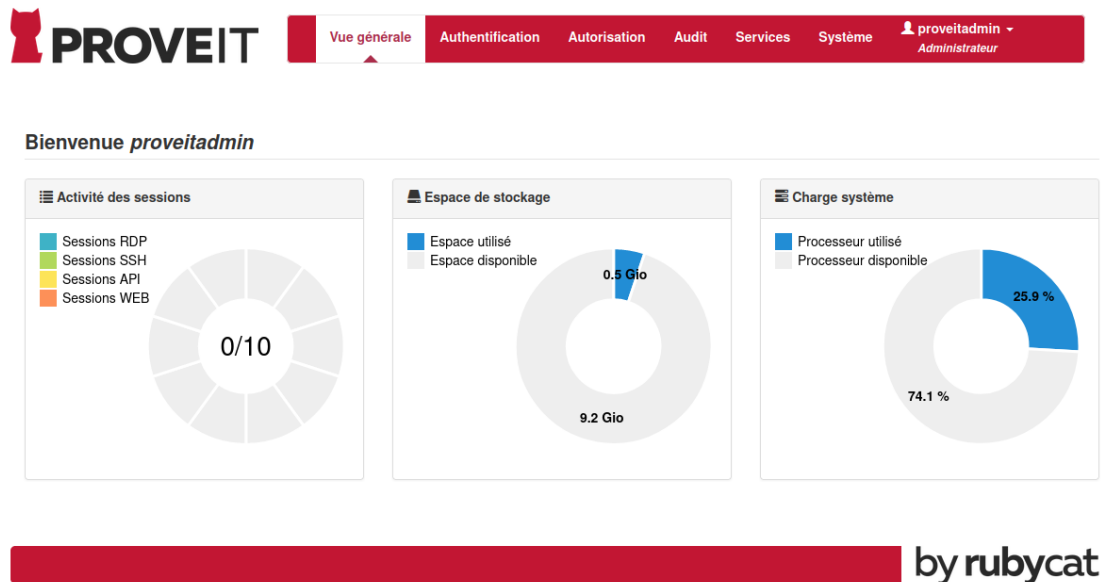 PROVEIT
Vue générale Authentification Autorisation Audit Services Système proveitadmin
Administrateur
Bienvenue proveitadmin
Activité des sessions
Sessions RDP
Sessions SSH
Sessions API
Sessions WEB
0/10
Espace de stockage
Espace utilisé
Espace disponible
0.5 Gio
9.2 Gio
Charge système
Processeur utilisé
Processeur disponible
25.9 %
74.1 %
by rubycat